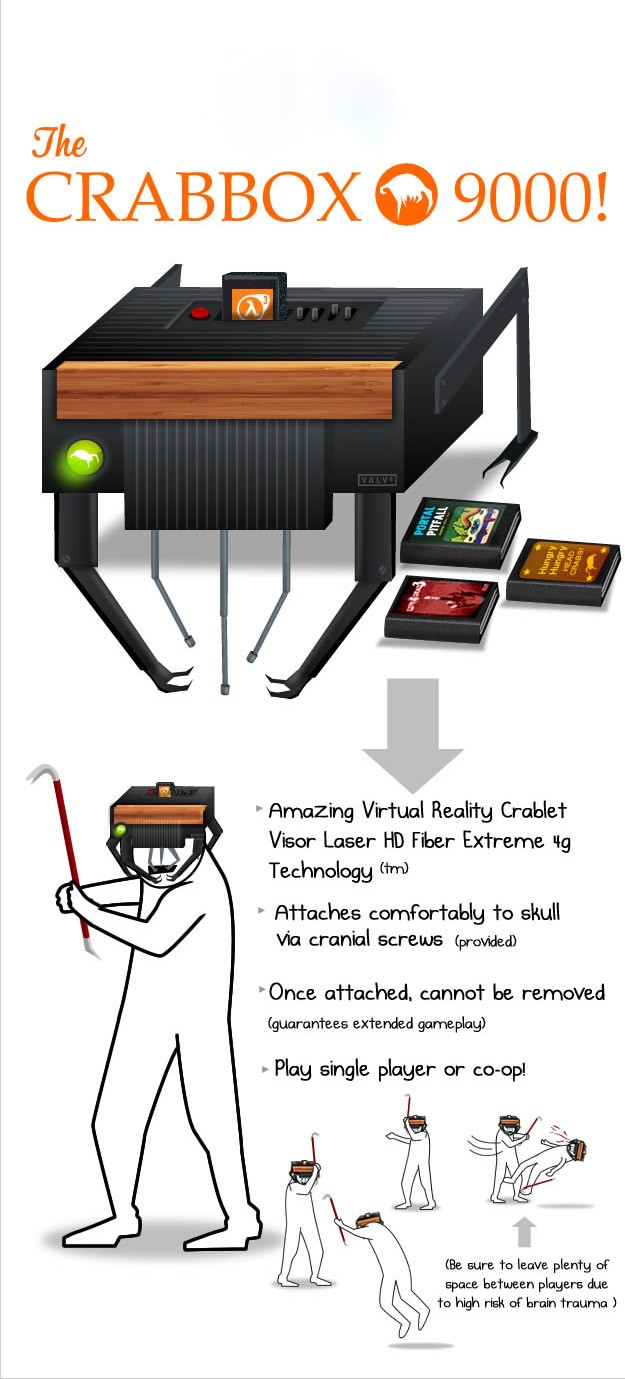 The
CRABBOX 9000!
λ3
VALVe
PORTAL
PITFALL
Hungry
Hungry
HEAD
CRABS!
Amazing Virtual Reality Crablet
Visor Laser HD Fiber Extreme 4g
Technology (tm)
Attaches comfortably to skull
via cranial screws (provided)
Once attached, cannot be removed
(guarantees extended gameplay)
Play single player or co-op!
(Be sure to leave plenty of
space between players due
to high risk of brain trauma )